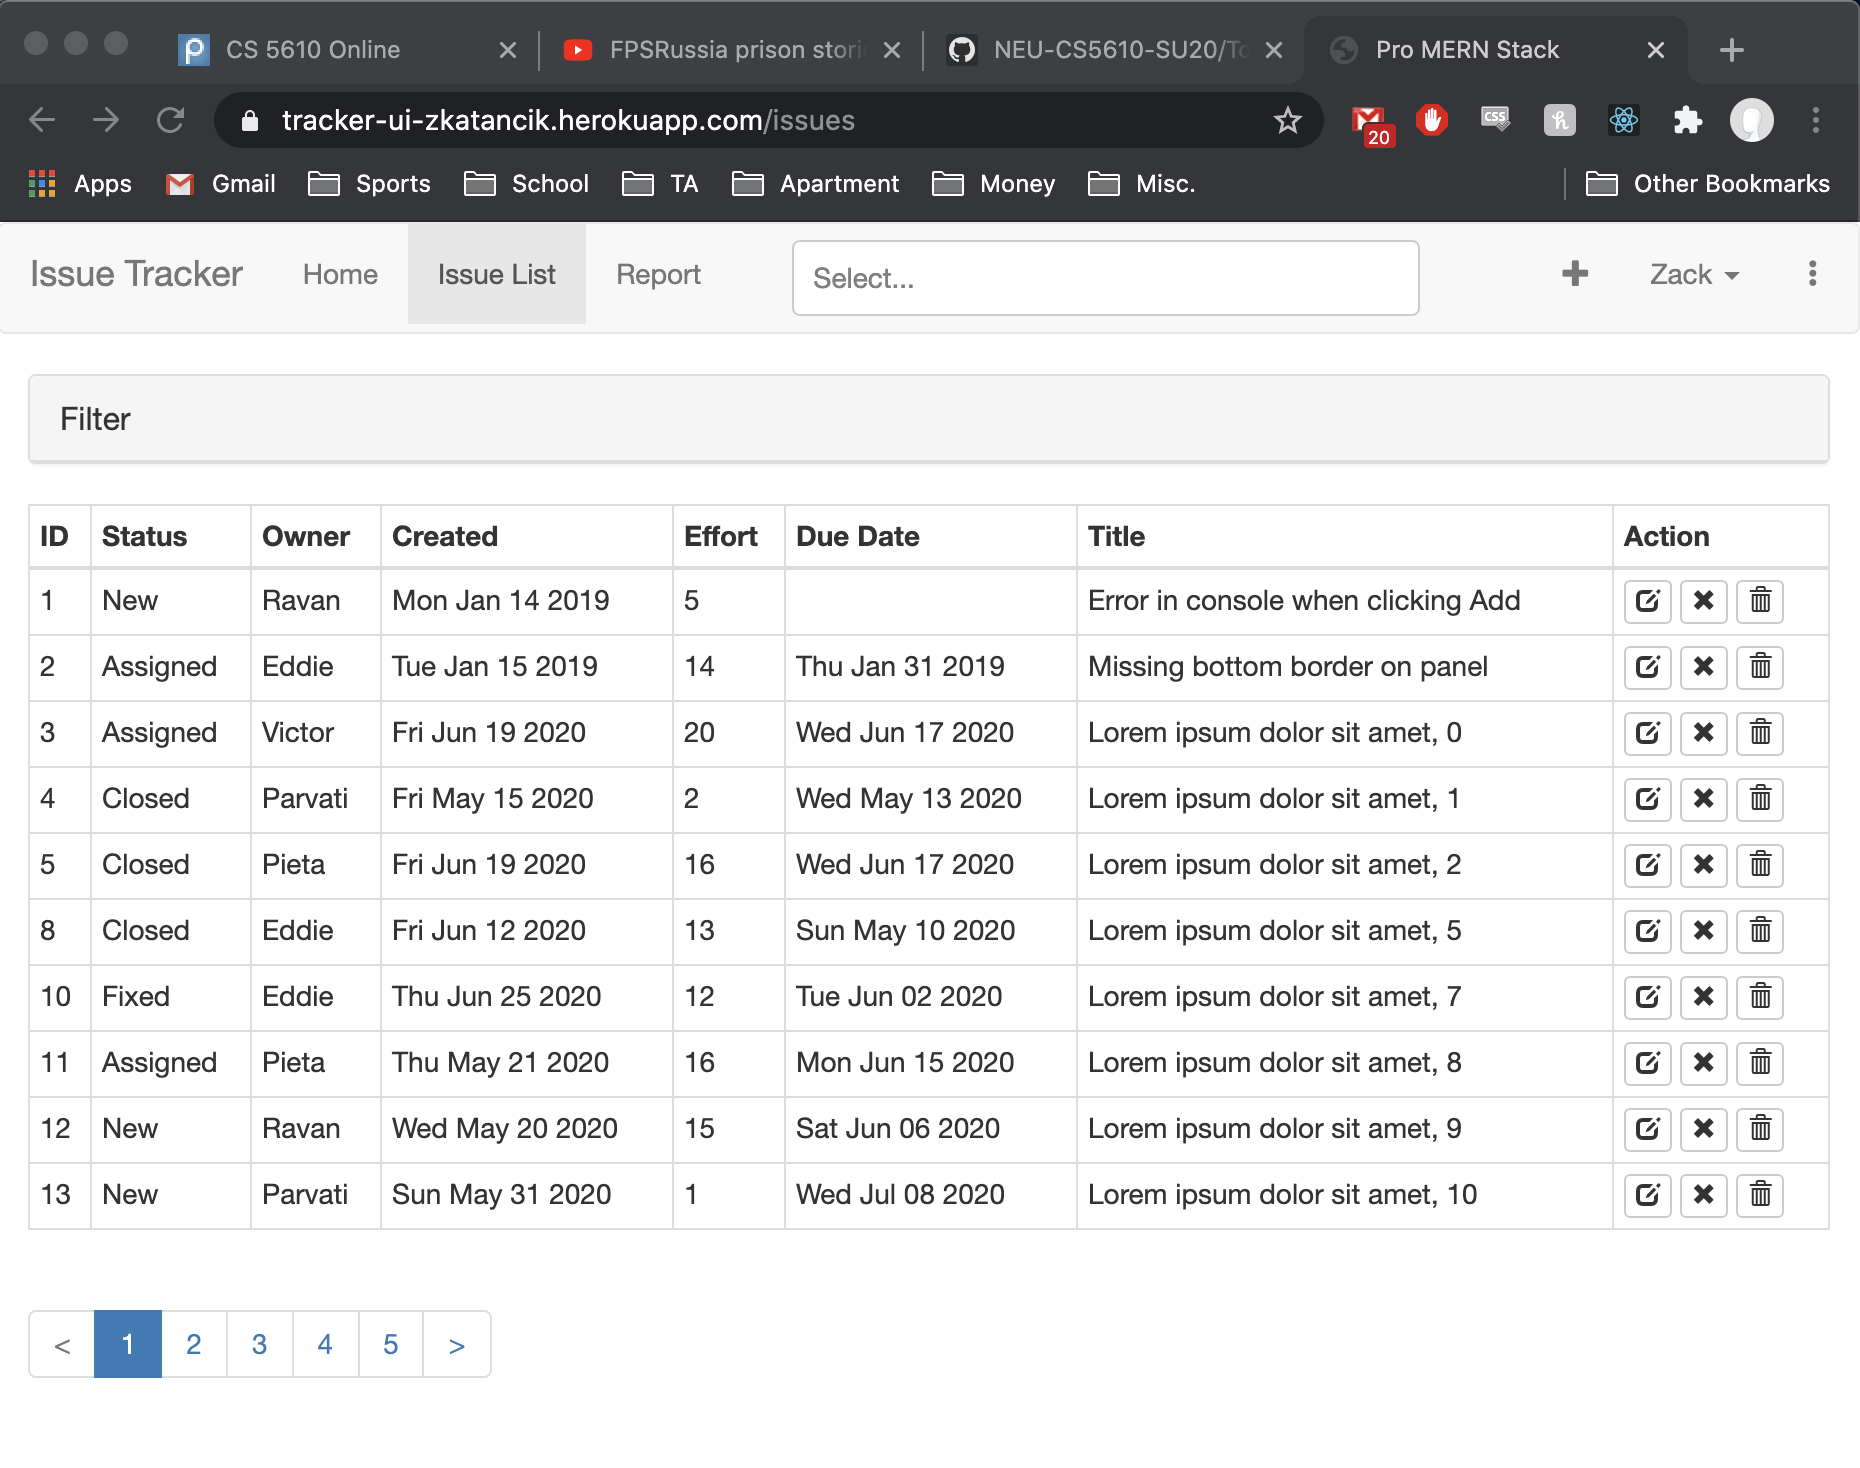 CS 5610 Online
FPSRussia prison stori
NEU-CS5610-SU20/To
Pro MERN Stack
tracker-ui-zkatancik.herokuapp.com/issues
20
CSS
h
Apps Gmail Sports School TA Apartment Money Misc. Other Bookmarks
Issue Tracker Home Issue List Report Select... Zack
Filter
ID Status Owner Created Effort Due Date Title Action
1 New Ravan Mon Jan 14 2019 5 Error in console when clicking Add
2 Assigned Eddie Tue Jan 15 2019 14 Thu Jan 31 2019 Missing bottom border on panel
3 Assigned Victor Fri Jun 19 2020 20 Wed Jun 17 2020 Lorem ipsum dolor sit amet, 0
4 Closed Parvati Fri May 15 2020 2 Wed May 13 2020 Lorem ipsum dolor sit amet, 1
5 Closed Pieta Fri Jun 19 2020 16 Wed Jun 17 2020 Lorem ipsum dolor sit amet, 2
8 Closed Eddie Fri Jun 12 2020 13 Sun May 10 2020 Lorem ipsum dolor sit amet, 5
10 Fixed Eddie Thu Jun 25 2020 12 Tue Jun 02 2020 Lorem ipsum dolor sit amet, 7
11 Assigned Pieta Thu May 21 2020 16 Mon Jun 15 2020 Lorem ipsum dolor sit amet, 8
12 New Ravan Wed May 20 2020 15 Sat Jun 06 2020 Lorem ipsum dolor sit amet, 9
13 New Parvati Sun May 31 2020 1 Wed Jul 08 2020 Lorem ipsum dolor sit amet, 10
< 1 2 3 4 5 >